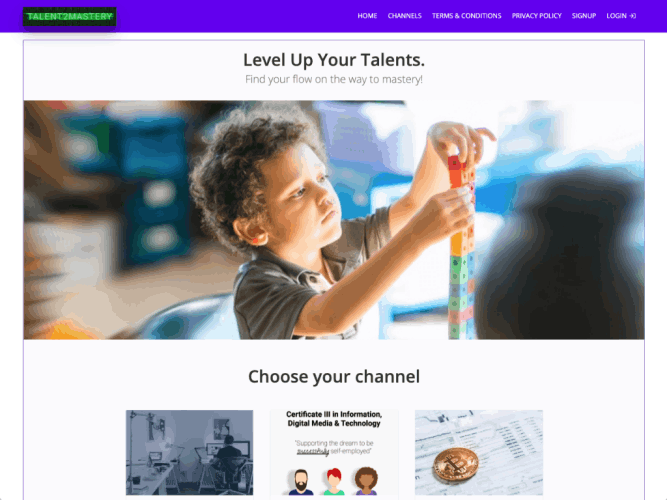 TALENT2MASTERY
HOME CHANNELS TERMS & CONDITIONS PRIVACY POLICY SIGNUP LOGIN
Level Up Your Talents.
Find your flow on the way to mastery!
Choose your channel
Certificate III in Information,
Digital Media & Technology
"Supporting the dream to be
successfully self-employed"